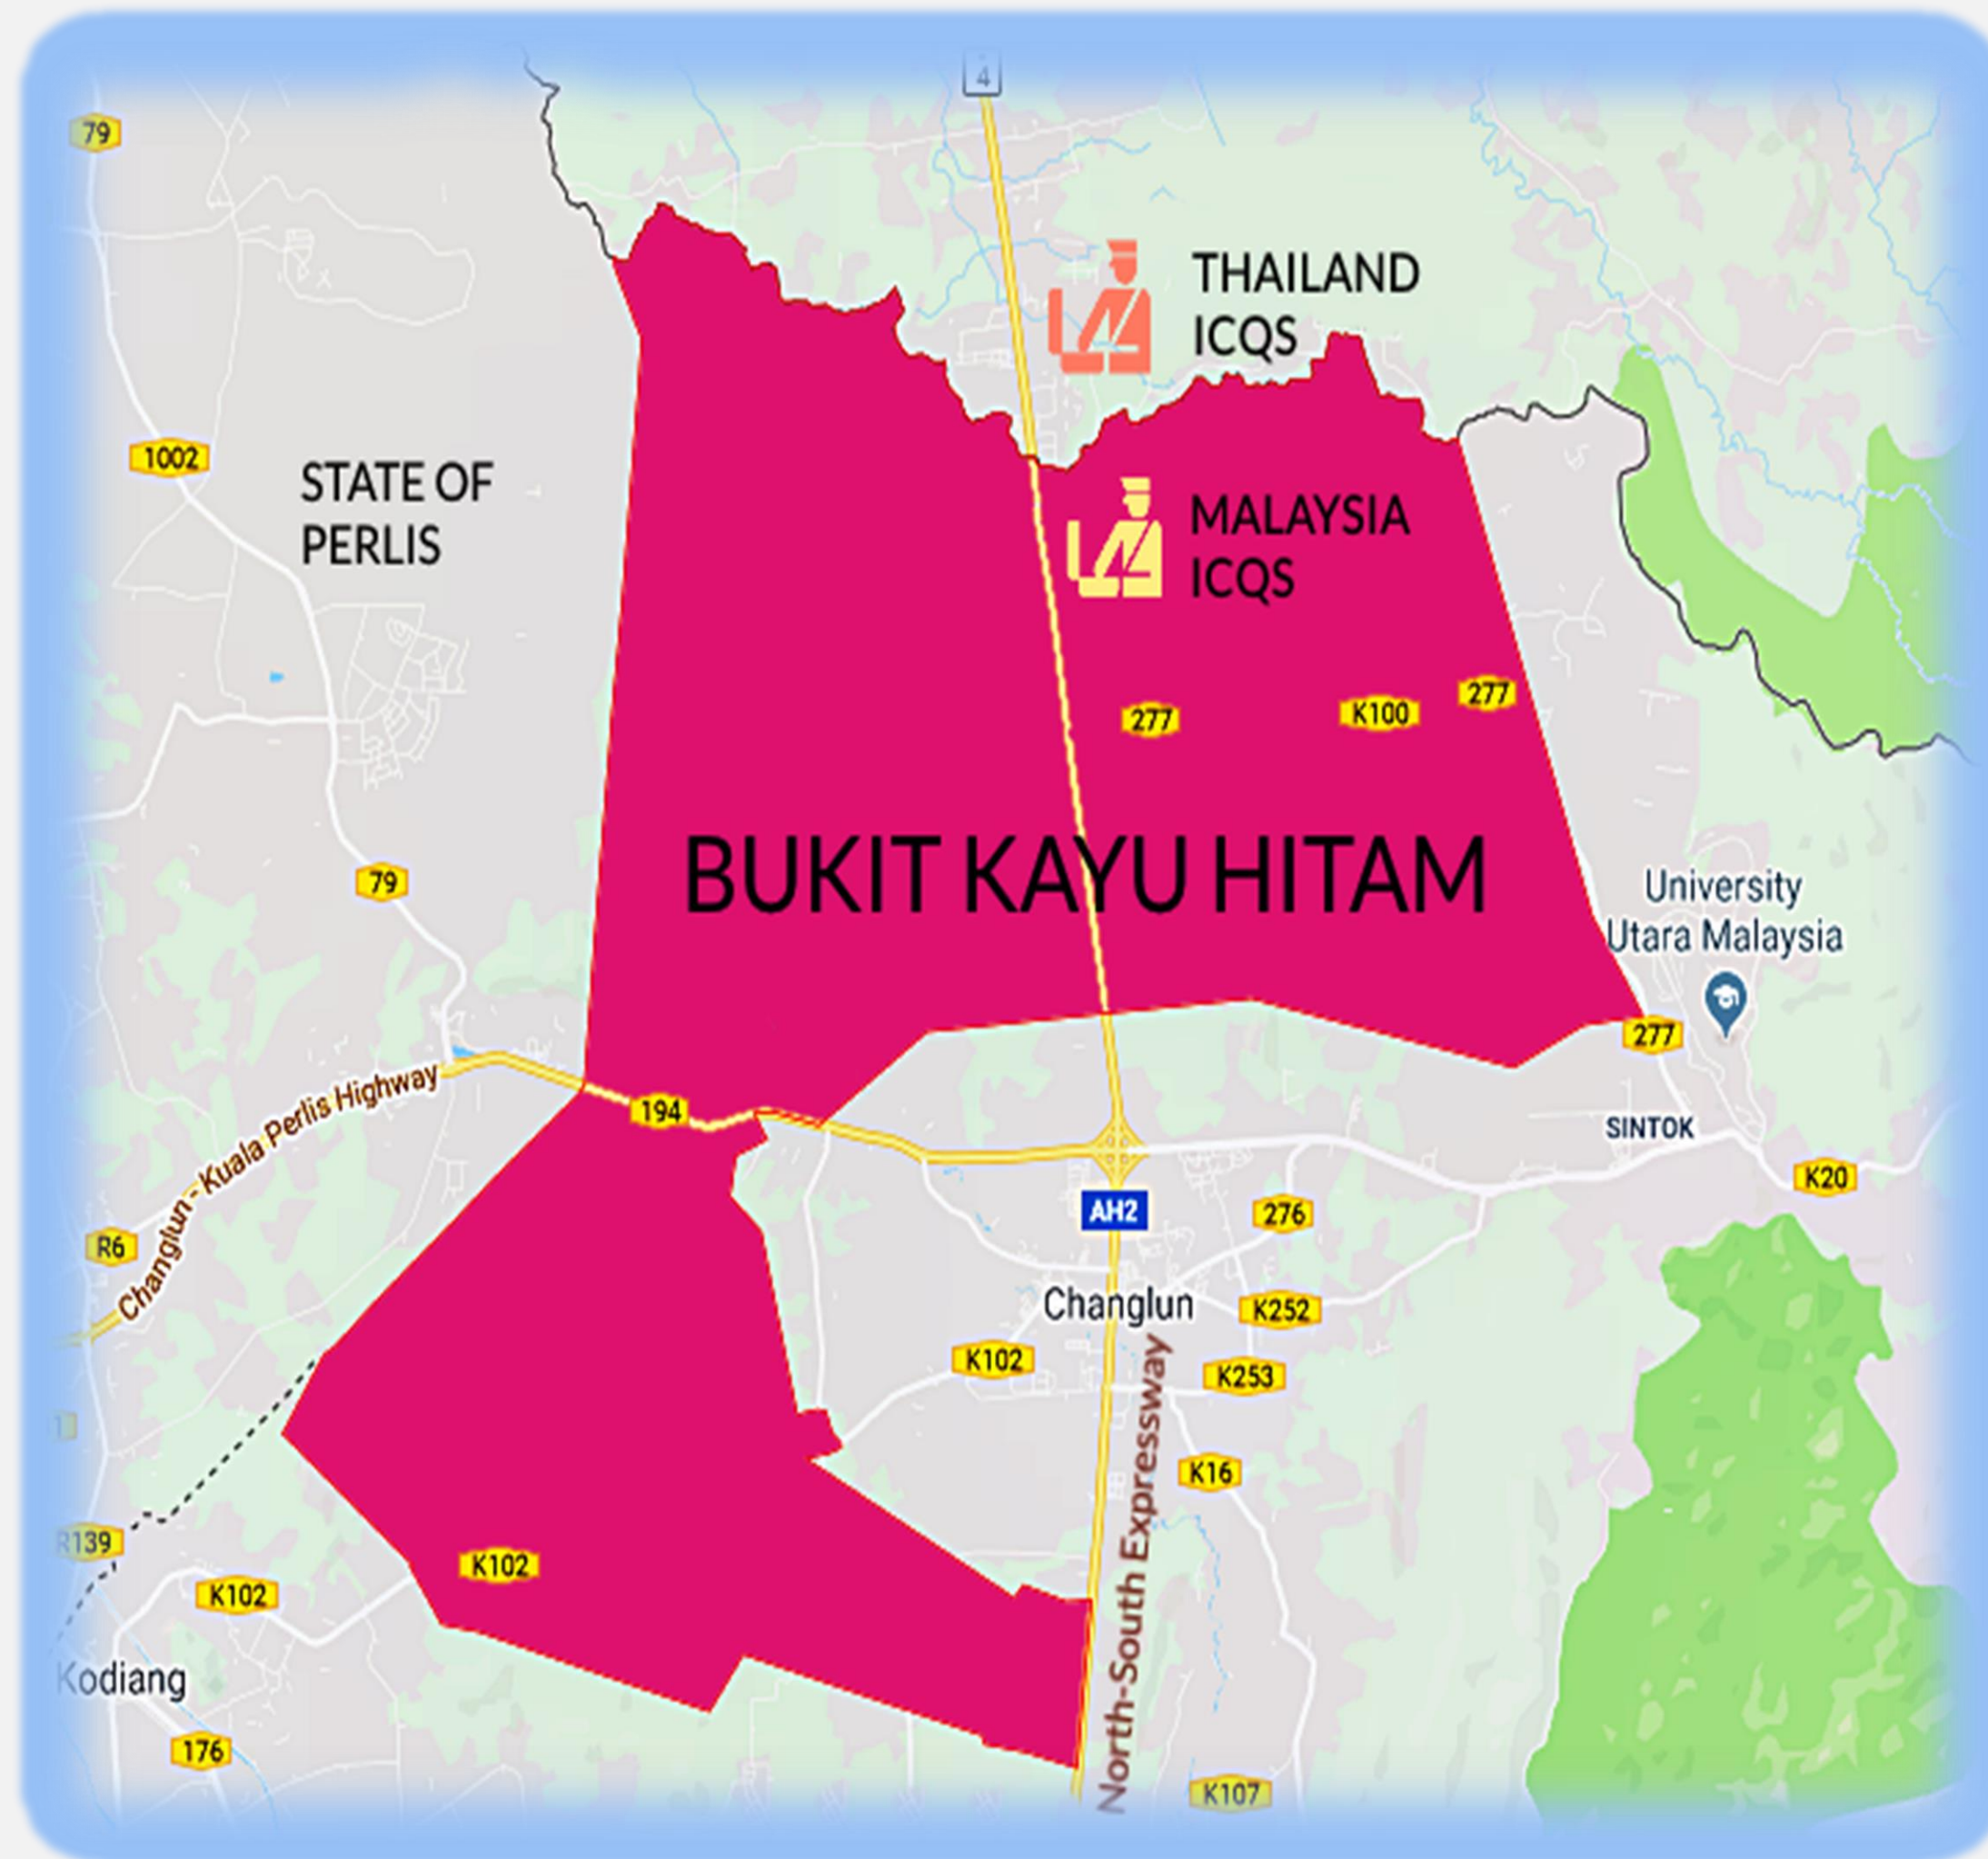 4
79
THAILAND
ICQS
1002
STATE OF
PERLIS
MALAYSIA
ICQS
277
K100
277
BUKIT KAYU HITAM
79
University
Utara Malaysia
277
Changlun - Kuala Perlis Highway
194
SINTOK
K20
AH2
276
R6
Changlun
K252
K102
K253
North-South Expressway
1
K16
R139
K102
K102
Kodiang
176
K107